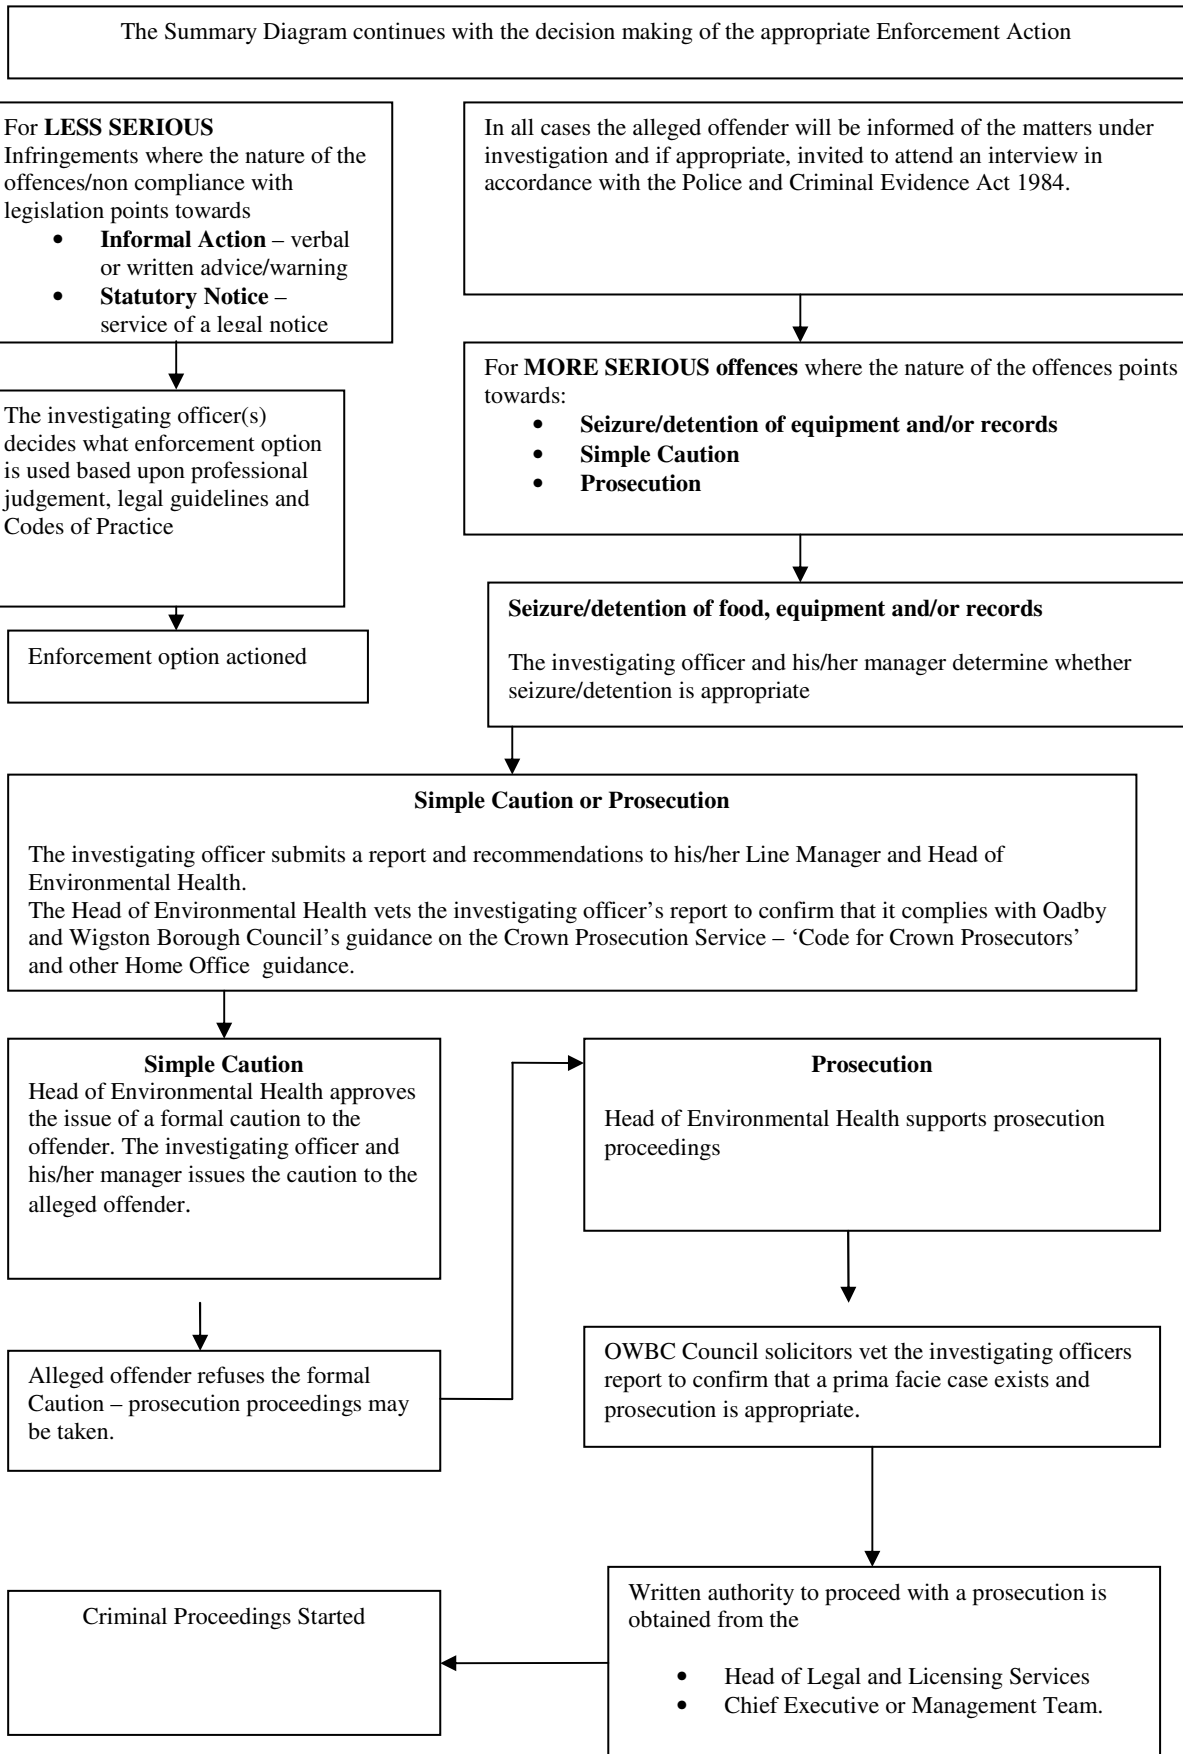 The Summary Diagram continues with the decision making of the appropriate Enforcement Action
For LESS SERIOUS
Infringements where the nature of the
offences/non compliance with
legislation points towards
• Informal Action – verbal
or written advice/warning
• Statutory Notice –
service of a legal notice
In all cases the alleged offender will be informed of the matters under
investigation and if appropriate, invited to attend an interview in
accordance with the Police and Criminal Evidence Act 1984.
The investigating officer(s)
decides what enforcement option
is used based upon professional
judgement, legal guidelines and
Codes of Practice
For MORE SERIOUS offences where the nature of the offences points
towards:
• Seizure/detention of equipment and/or records
• Simple Caution
• Prosecution
Enforcement option actioned
Seizure/detention of food, equipment and/or records
The investigating officer and his/her manager determine whether
seizure/detention is appropriate
Simple Caution or Prosecution
The investigating officer submits a report and recommendations to his/her Line Manager and Head of
Environmental Health.
The Head of Environmental Health vets the investigating officer’s report to confirm that it complies with Oadby
and Wigston Borough Council’s guidance on the Crown Prosecution Service – ‘Code for Crown Prosecutors’
and other Home Office guidance.
Simple Caution
Head of Environmental Health approves
the issue of a formal caution to the
offender. The investigating officer and
his/her manager issues the caution to the
alleged offender.
Prosecution
Head of Environmental Health supports prosecution
proceedings
Alleged offender refuses the formal
Caution – prosecution proceedings may
be taken.
OWBC Council solicitors vet the investigating officers
report to confirm that a prima facie case exists and
prosecution is appropriate.
Written authority to proceed with a prosecution is
obtained from the
• Head of Legal and Licensing Services
• Chief Executive or Management Team.
Criminal Proceedings Started